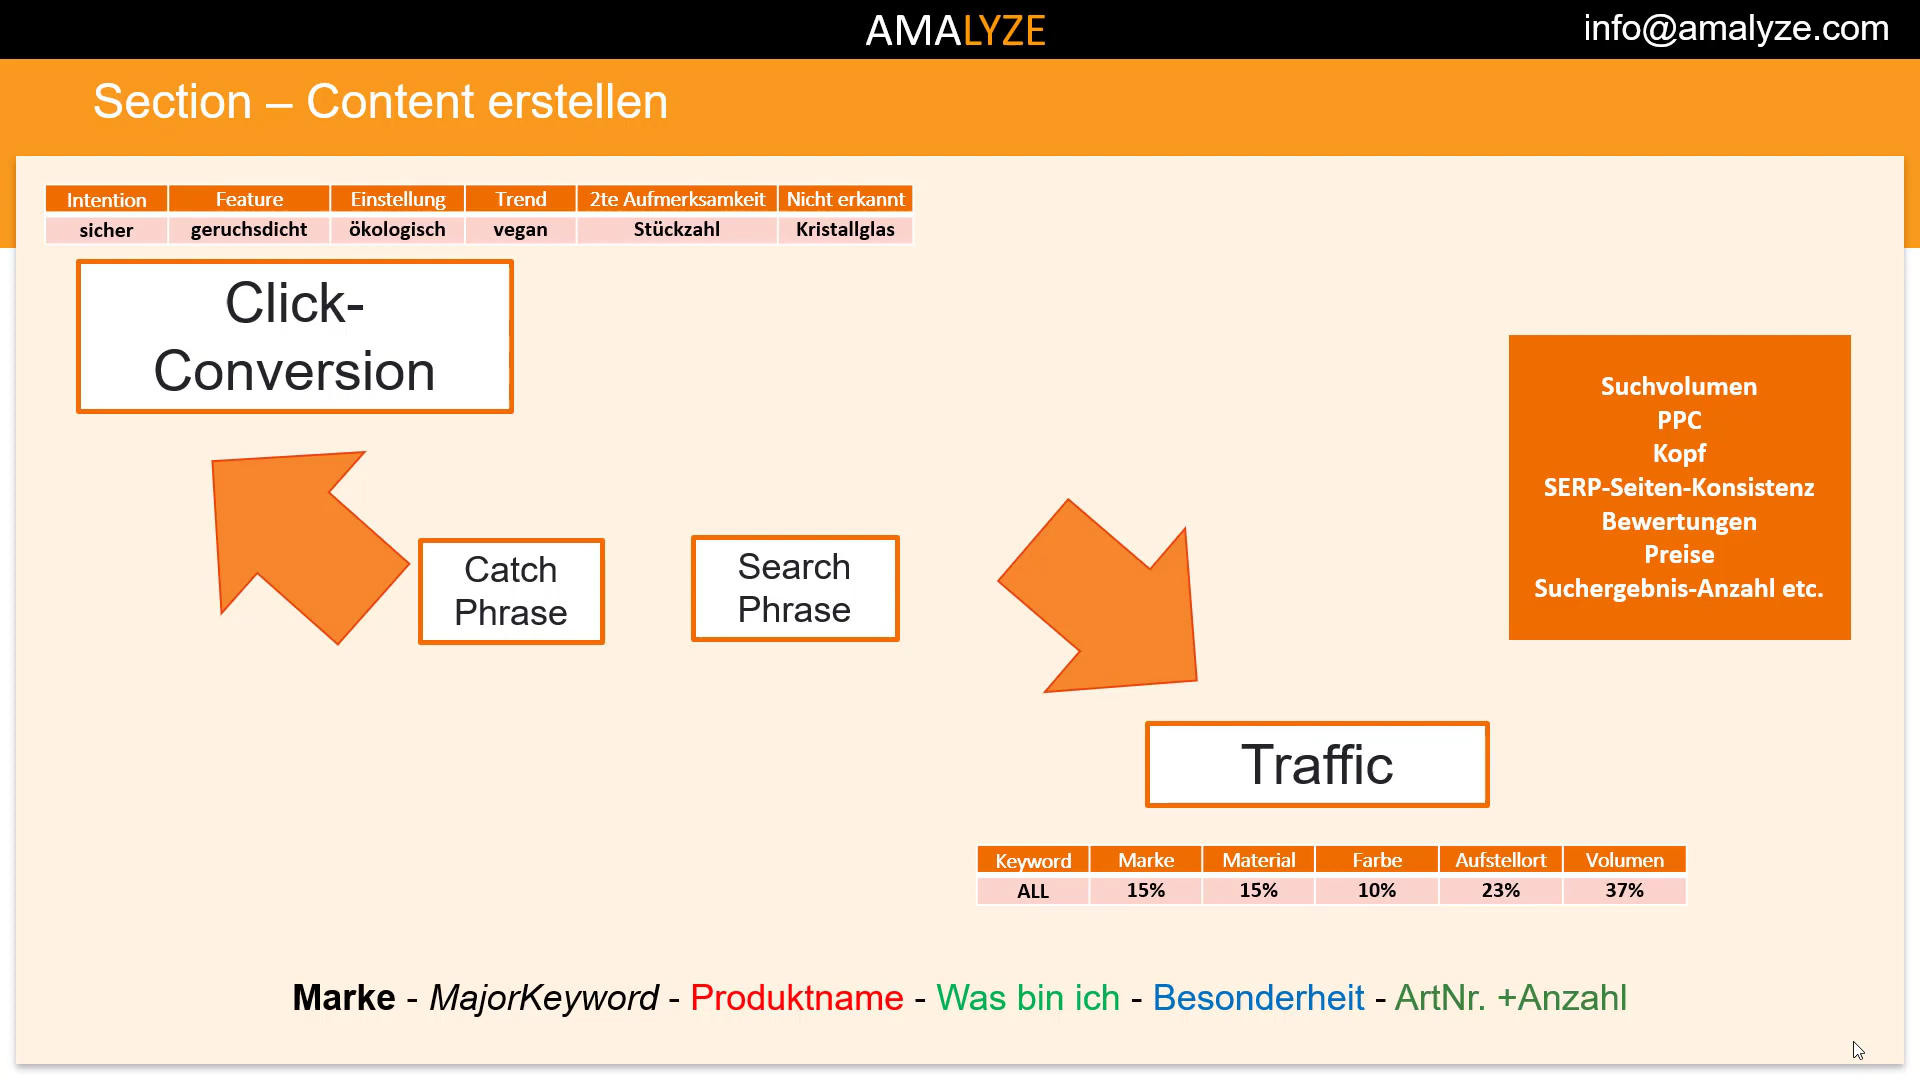 AMALYZE
info@amalyze.com
Section – Content erstellen
Intention Feature Einstellung Trend 2te Aufmerksamkeit Nicht erkannt
sicher geruchsdicht ökologisch vegan Stückzahl Kristallglas
Click-
Conversion
Suchvolumen
PPC
Kopf
SERP-Seiten-Konsistenz
Bewertungen
Preise
Suchergebnis-Anzahl etc.
Catch
Phrase
Search
Phrase
Traffic
Keyword Marke Material Farbe Aufstellort Volumen
ALL 15% 15% 10% 23% 37%
Marke - MajorKeyword - Produktname - Was bin ich - Besonderheit - ArtNr. +Anzahl